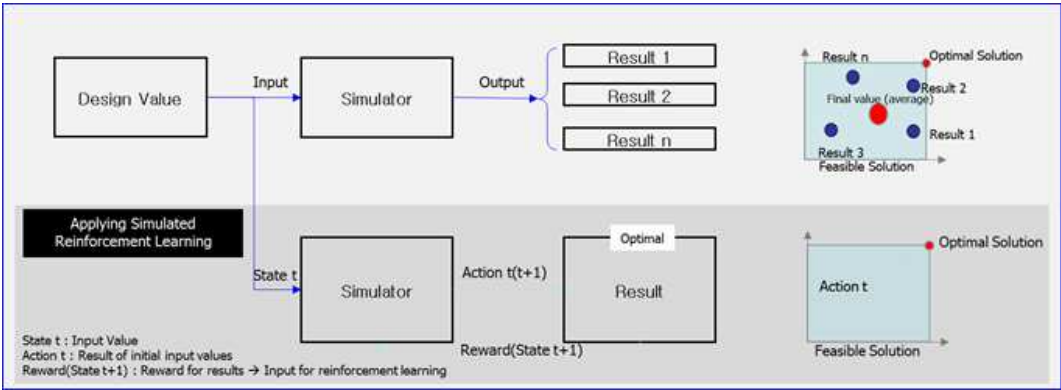 Design Value
Input
Simulator
Output
Result 1
Result 2
Result n
Result n
Optimal Solution
Result 2
Final value (average)
Result 1
Result 3
Feasible Solution
Applying Simulated
Reinforcement Learning
State t
Simulator
Action t(t+1)
Reward(State t+1)
Optimal
Result
Optimal Solution
Action t
Feasible Solution
State t : Input Value
Action t : Result of initial input values
Reward(State t+1) : Reward for results → Input for reinforcement learning